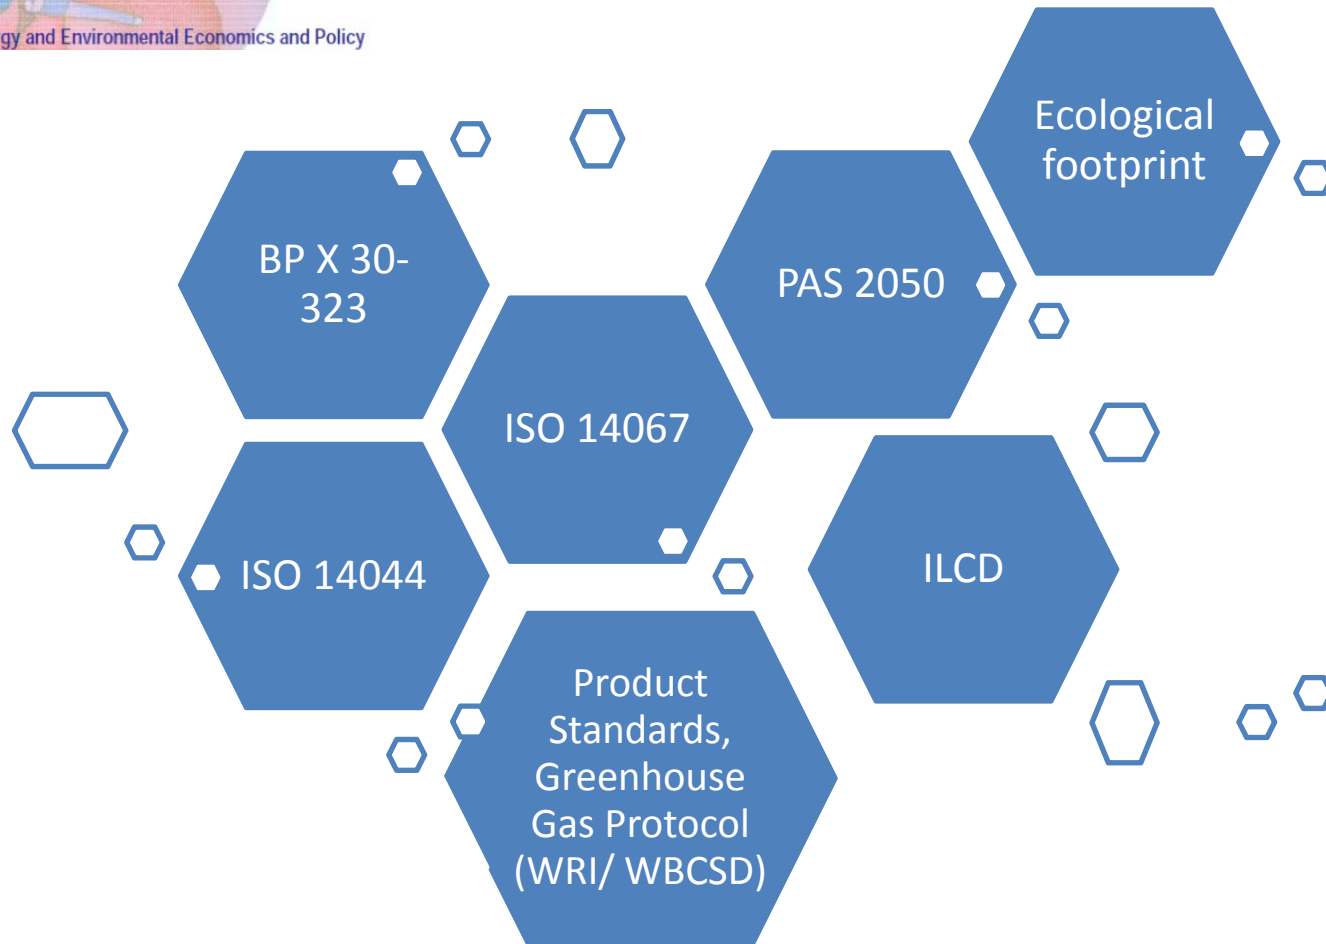 and Environmental Economics and Policy
Ecological
footprint
BP X 30-
323
PAS 2050
ISO 14067
ISO 14044
ILCD
Product
Standards,
Greenhouse
Gas Protocol
(WRI/ WBCSD)